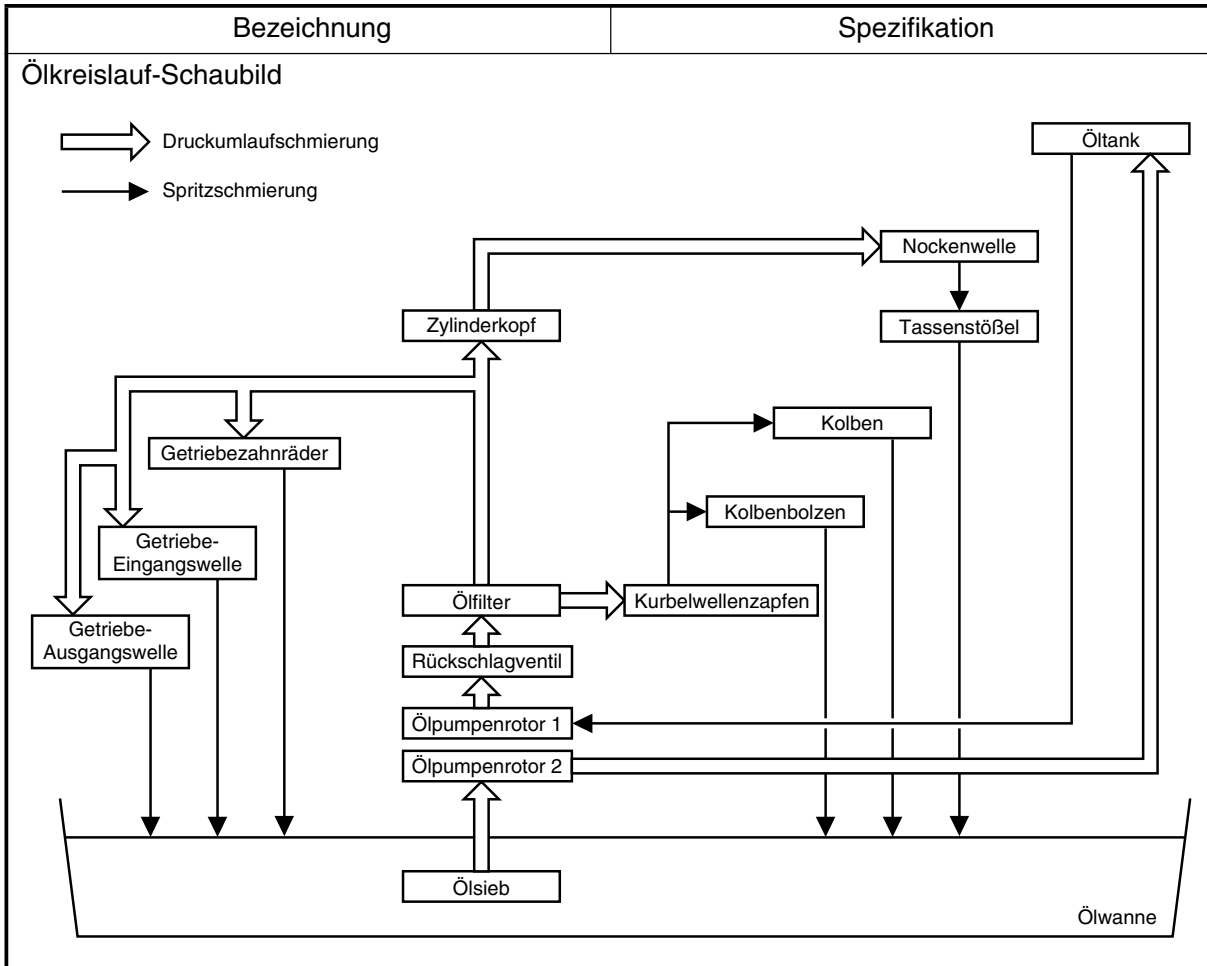 Bezeichnung
Spezifikation
Ölkreislauf-Schaubild
Druckumlaufschmierung
Spritzschmierung
Öltank
Nockenwelle
Zylinderkopf
Tassenstößel
Kolben
Getriebezahnräder
Kolbenbolzen
Getriebe-
Eingangswelle
Ölfilter
Kurbelwellenzapfen
Getriebe-
Ausgangswelle
Rückschlagventil
Ölpumpenrotor 1
Ölpumpenrotor 2
Ölsieb
Ölwanne